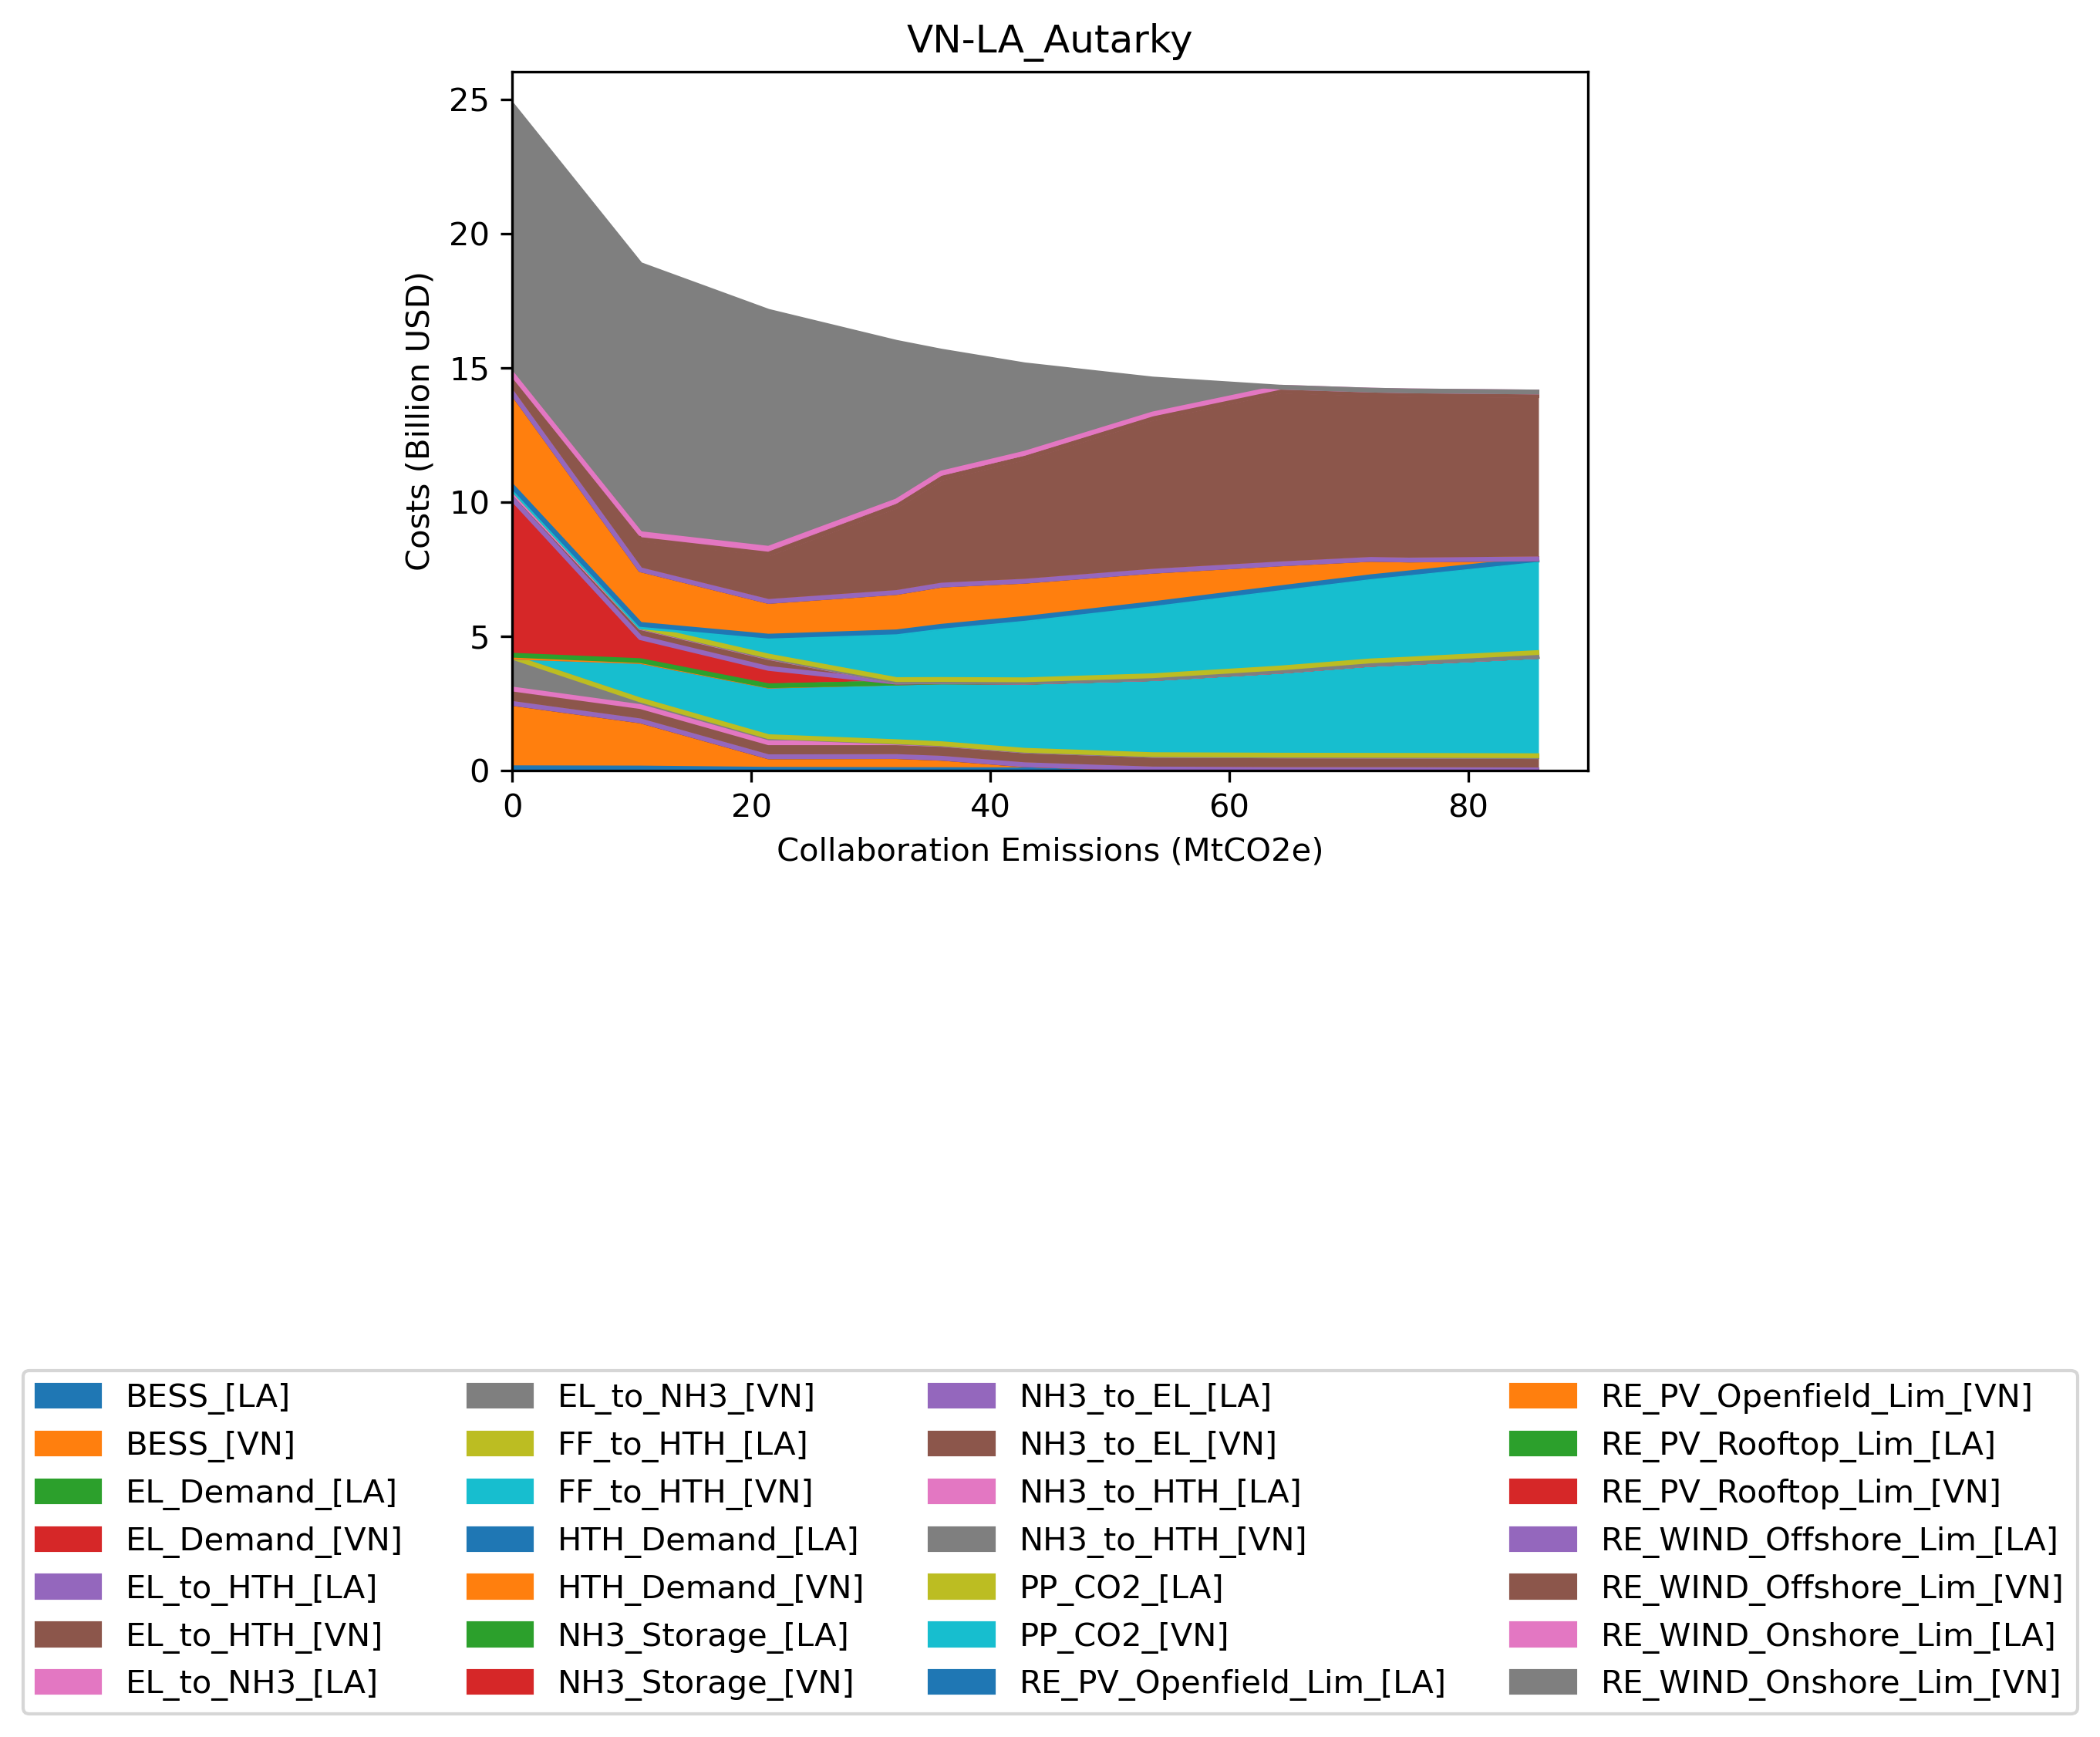 VN-LA_Autarky
Costs (Billion USD)
25
20
15
10
5
0
0 20 40 60 80
Collaboration Emissions (MtCO2e)
BESS_[LA]
BESS_[VN]
EL_Demand_[LA]
EL_Demand_[VN]
EL_to_HTH_[LA]
EL_to_HTH_[VN]
EL_to_NH3_[LA]
EL_to_NH3_[VN]
FF_to_HTH_[LA]
FF_to_HTH_[VN]
HTH_Demand_[LA]
HTH_Demand_[VN]
NH3_Storage_[LA]
NH3_Storage_[VN]
NH3_to_EL_[LA]
NH3_to_EL_[VN]
NH3_to_HTH_[LA]
NH3_to_HTH_[VN]
PP_CO2_[LA]
PP_CO2_[VN]
RE_PV_Openfield_Lim_[LA]
RE_PV_Openfield_Lim_[VN]
RE_PV_Rooftop_Lim_[LA]
RE_PV_Rooftop_Lim_[VN]
RE_WIND_Offshore_Lim_[LA]
RE_WIND_Offshore_Lim_[VN]
RE_WIND_Onshore_Lim_[LA]
RE_WIND_Onshore_Lim_[VN]